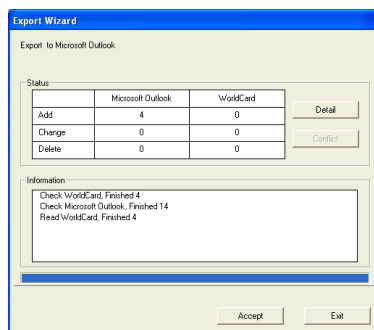 Export Wizard
Export to Microsoft Outlook
Status
Microsoft Outlook WorldCard
Add 4 0
Detail
Change 0 0
Conflict
Delete 0 0
Information
Check WorldCard, Finished 4
Check Microsoft Outlook, Finished 14
Read WorldCard, Finished 4
Accept Exit